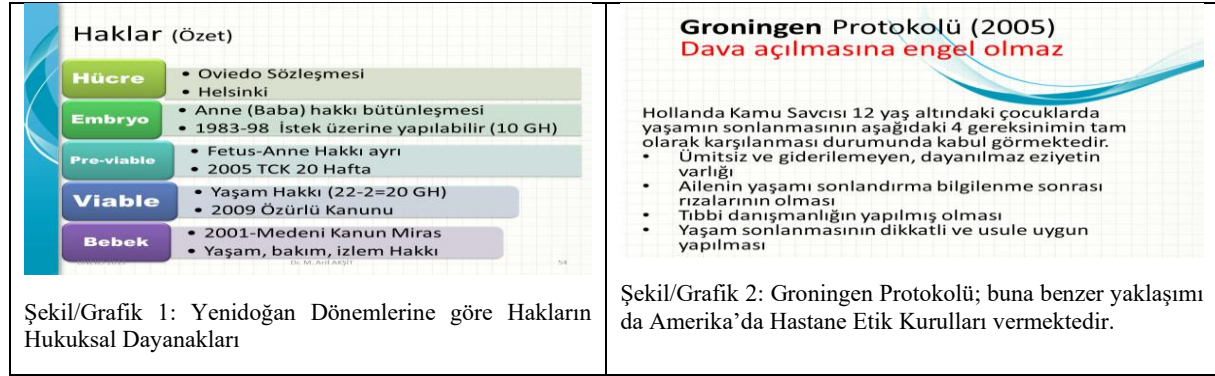 Haklar (Özet)
Hücre
• Oviedo Sözleşmesi
• Helsinki
Embryo
• Anne (Baba) hakkı bütünleşmesi
• 1983-98 İstek üzerine yapılabilir (10 GH)
Pre-viable
• Fetus-Anne Hakkı ayrı
• 2005 TCK 20 Hafta
Viable
• Yaşam Hakkı (22-2=20 GH)
• 2009 Özürlü Kanunu
Bebek
• 2001-Medeni Kanun Miras
• Yaşam, bakım, izlem Hakkı
Dr. M. Arif AKŞİT
54
Şekil/Grafik 1: Yenidoğan Dönemlerine göre Hakların
Hukuksal Dayanakları
Groningen Protokolü (2005)
Dava açılmasına engel olmaz
Hollanda Kamu Savcısı 12 yaş altındaki çocuklarda
yaşamın sonlanmasının aşağıdaki 4 gereksinimin tam
olarak karşılanması durumunda kabul görmektedir.
• Ümitsiz ve giderilemeyen, dayanılmaz eziyetin
varlığı
• Ailenin yaşamı sonlandırma bilgilenme sonrası
rızalarının olması
• Tıbbi danışmanlığın yapılmış olması
• Yaşam sonlanmasının dikkatli ve usule uygun
yapılması
Şekil/Grafik 2: Groningen Protokolü; buna benzer yaklaşımı
da Amerika’da Hastane Etik Kurulları vermektedir.